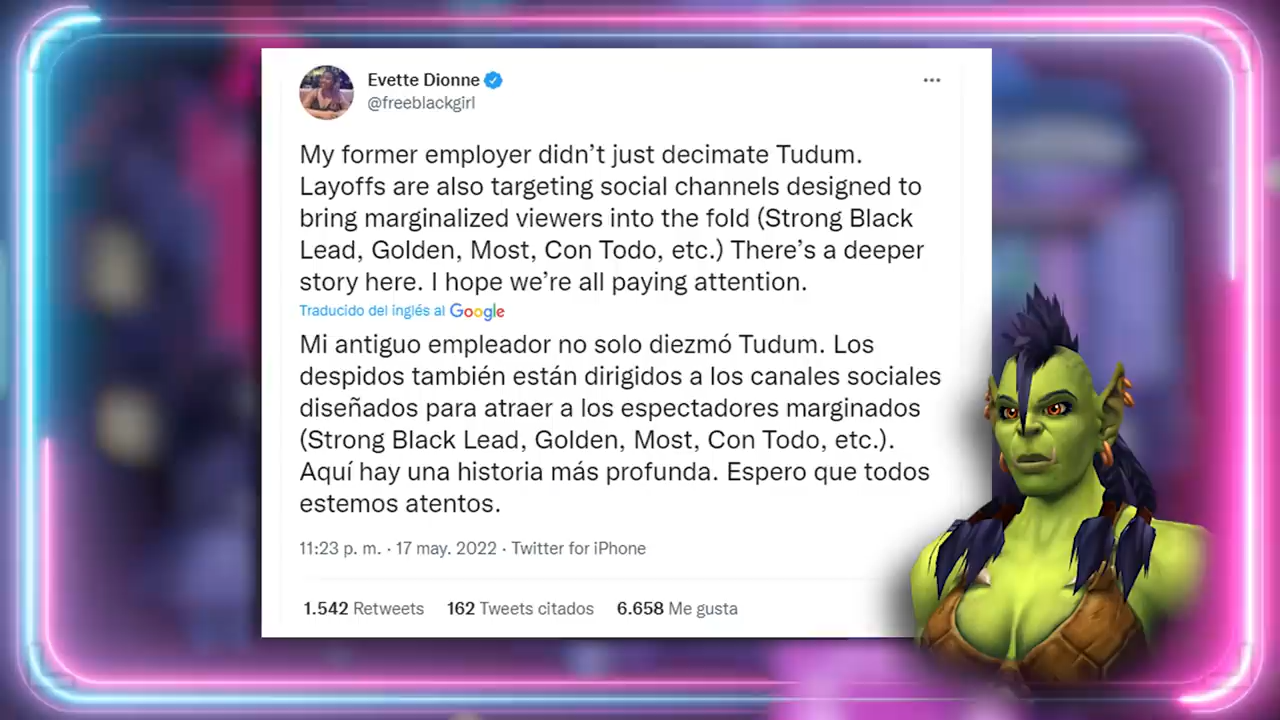 Evette Dionne
@freeblackgirl
My former employer didn’t just decimate Tudum.
Layoffs are also targeting social channels designed to
bring marginalized viewers into the fold (Strong Black
Lead, Golden, Most, Con Todo, etc.) There’s a deeper
story here. I hope we’re all paying attention.
Traducido del inglés al Google
Mi antiguo empleador no solo diezmó Tudum. Los
despidos también están dirigidos a los canales sociales
diseñados para atraer a los espectadores marginados
(Strong Black Lead, Golden, Most, Con Todo, etc.).
Aquí hay una historia más profunda. Espero que todos
estemos atentos.
11:23 p. m. · 17 may. 2022 · Twitter for iPhone
1.542 Retweets 162 Tweets citados 6.658 Me gusta